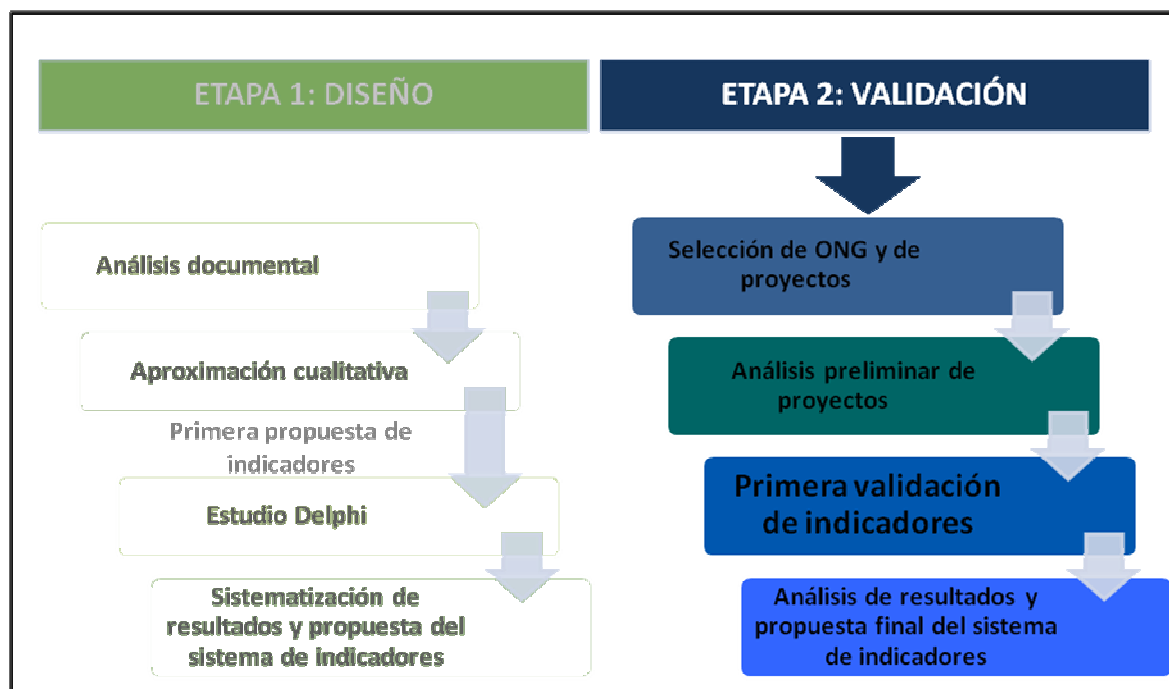 ETAPA 1: DISEÑO
Análisis documental
Aproximación cualitativa
Primera propuesta de
indicadores
Estudio Delphi
Sistematización de
resultados y propuesta del
sistema de indicadores
ETAPA 2: VALIDACIÓN
Selección de ONG y de
proyectos
Análisis preliminar de
proyectos
Primera validación
de indicadores
Análisis de resultados y
propuesta final del sistema
de indicadores